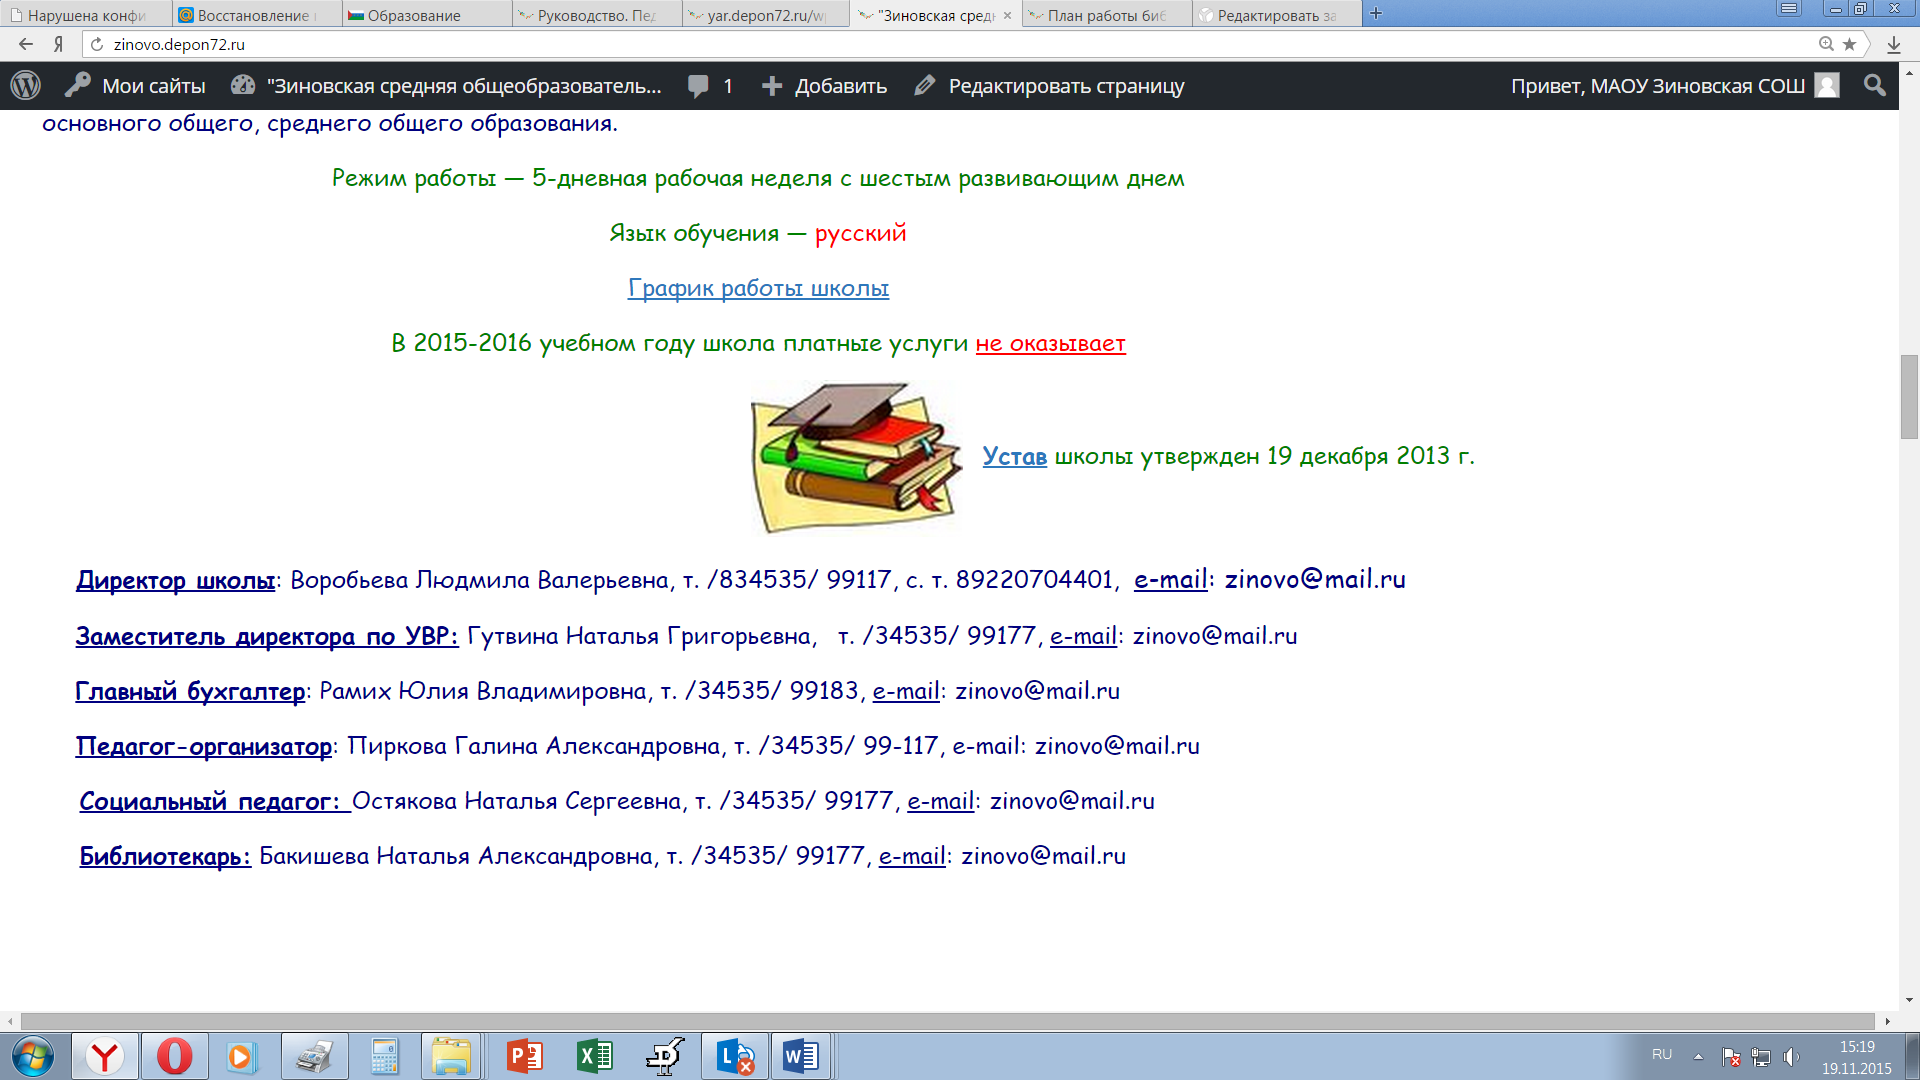 Нарушена конфи
Восстановление
Образование
Руководство. Пед
yar.depon72.ru/wp
"Зиновская средн
План работы биб
Редактировать за
zinovo.depon72.ru
Мои сайты
"Зиновская средняя общеобразователь...
1
Добавить
Редактировать страницу
Привет, МАОУ Зиновская СОШ
основного общего, среднего общего образования.
Режим работы — 5-дневная рабочая неделя с шестым развивающим днем
Язык обучения — русский
График работы школы
В 2015-2016 учебном году школа платные услуги не оказывает
Устав школы утвержден 19 декабря 2013 г.
Директор школы: Воробьева Людмила Валерьевна, т. /834535/ 99117, с. т. 89220704401, e-mail: zinovo@mail.ru
Заместитель директора по УВР: Гутвина Наталья Григорьевна, т. /34535/ 99177, e-mail: zinovo@mail.ru
Главный бухгалтер: Рамих Юлия Владимировна, т. /34535/ 99183, e-mail: zinovo@mail.ru
Педагог-организатор: Пиркова Галина Александровна, т. /34535/ 99-117, e-mail: zinovo@mail.ru
Социальный педагог: Остякова Наталья Сергеевна, т. /34535/ 99177, e-mail: zinovo@mail.ru
Библиотекарь: Бакишева Наталья Александровна, т. /34535/ 99177, e-mail: zinovo@mail.ru
RU
15:19
19.11.2015